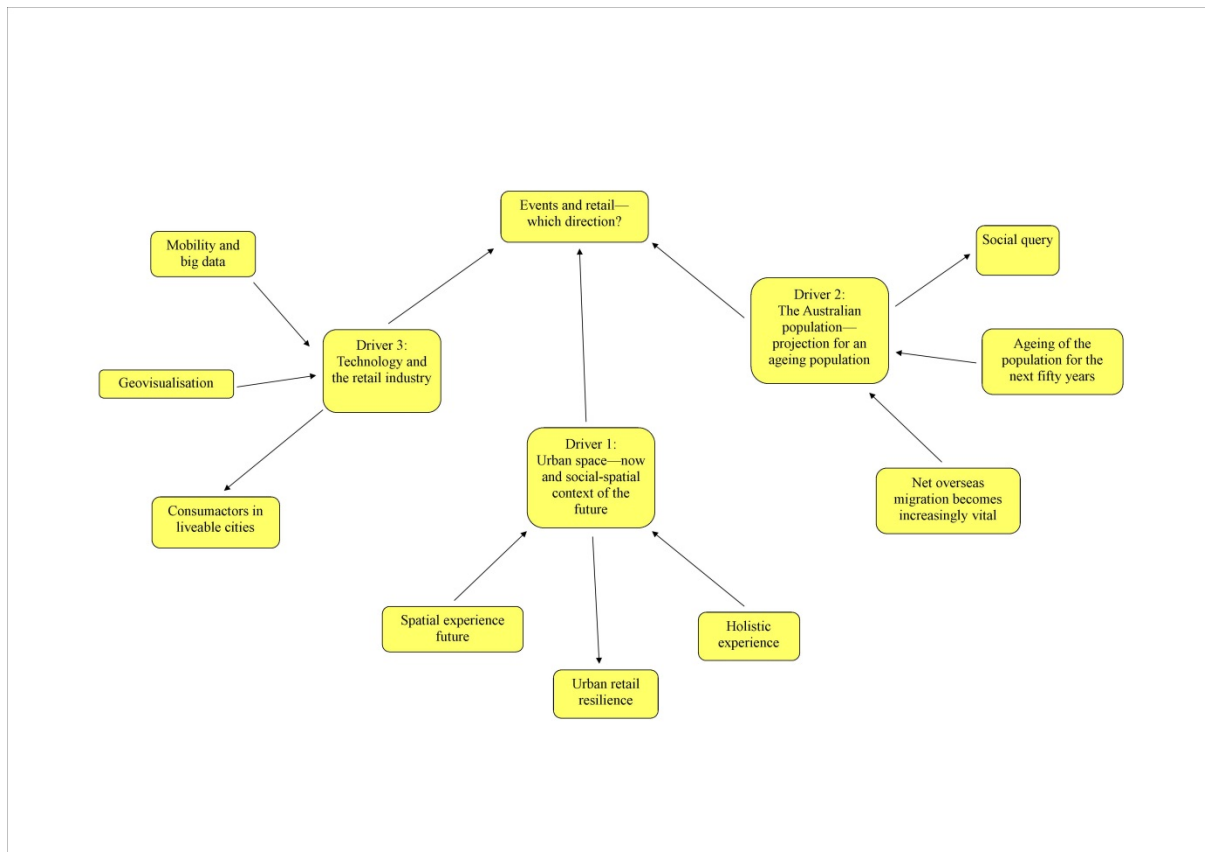 Events and retail—
which direction?
Mobility and
big data
Social query
Driver 2:
The Australian
population—
projection for an
ageing population
Driver 3:
Technology and
the retail industry
Ageing of the
population for the
next fifty years
Geovisualisation
Driver 1:
Urban space—now
and social-spatial
context of the
future
Net overseas
migration becomes
increasingly vital
Consumactors in
liveable cities
Spatial experience
future
Holistic
experience
Urban retail
resilience